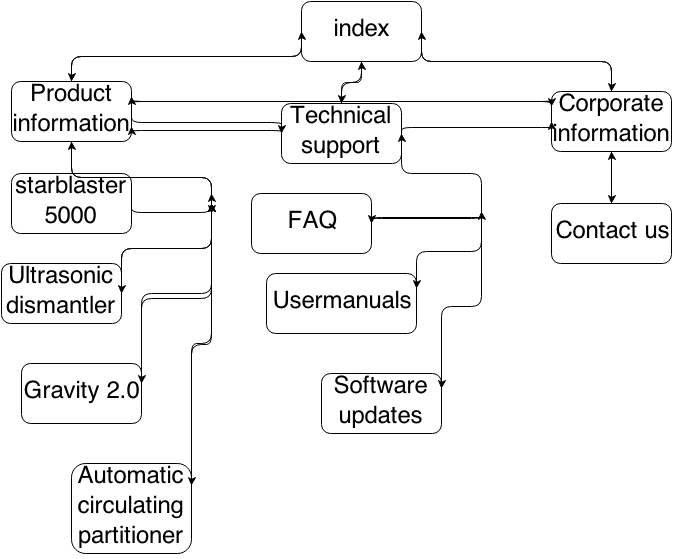 index
Product
information
Technical
support
Corporate
information
starblaster
5000
FAQ
Contact us
Ultrasonic
dismantler
Usermanuals
Gravity 2.0
Software
updates
Automatic
circulating
partitioner